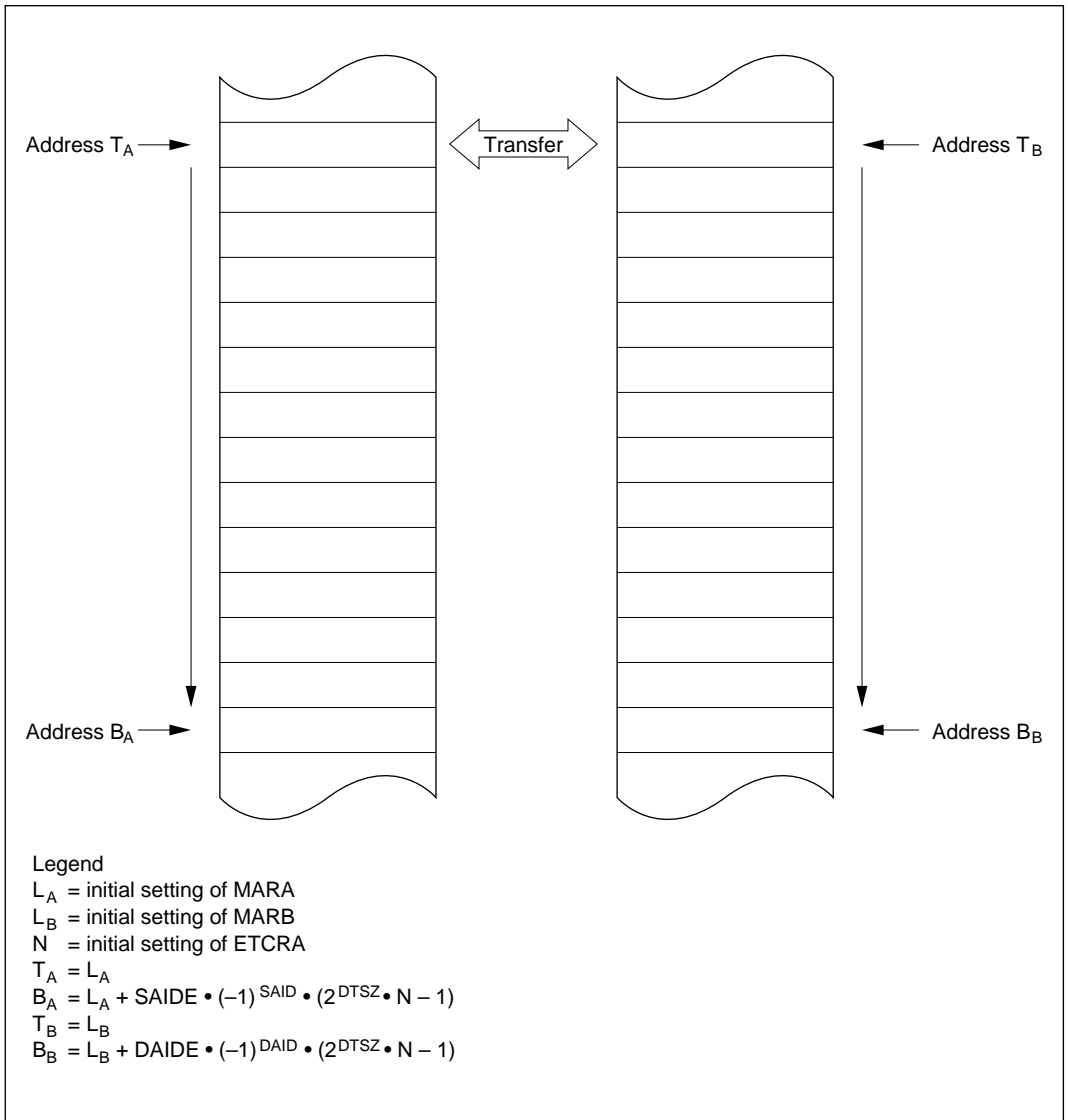 Address T_A Transfer Address T_B
Address B_A Address B_B
Legend
L_A = initial setting of MARA
L_B = initial setting of MARB
N = initial setting of ETCRA
T_A = L_A
B_A = L_A + SAIDE • (–1)^SAID • (2^DTSZ • N – 1)
T_B = L_B
B_B = L_B + DAIDE • (–1)^DAID • (2^DTSZ • N – 1)